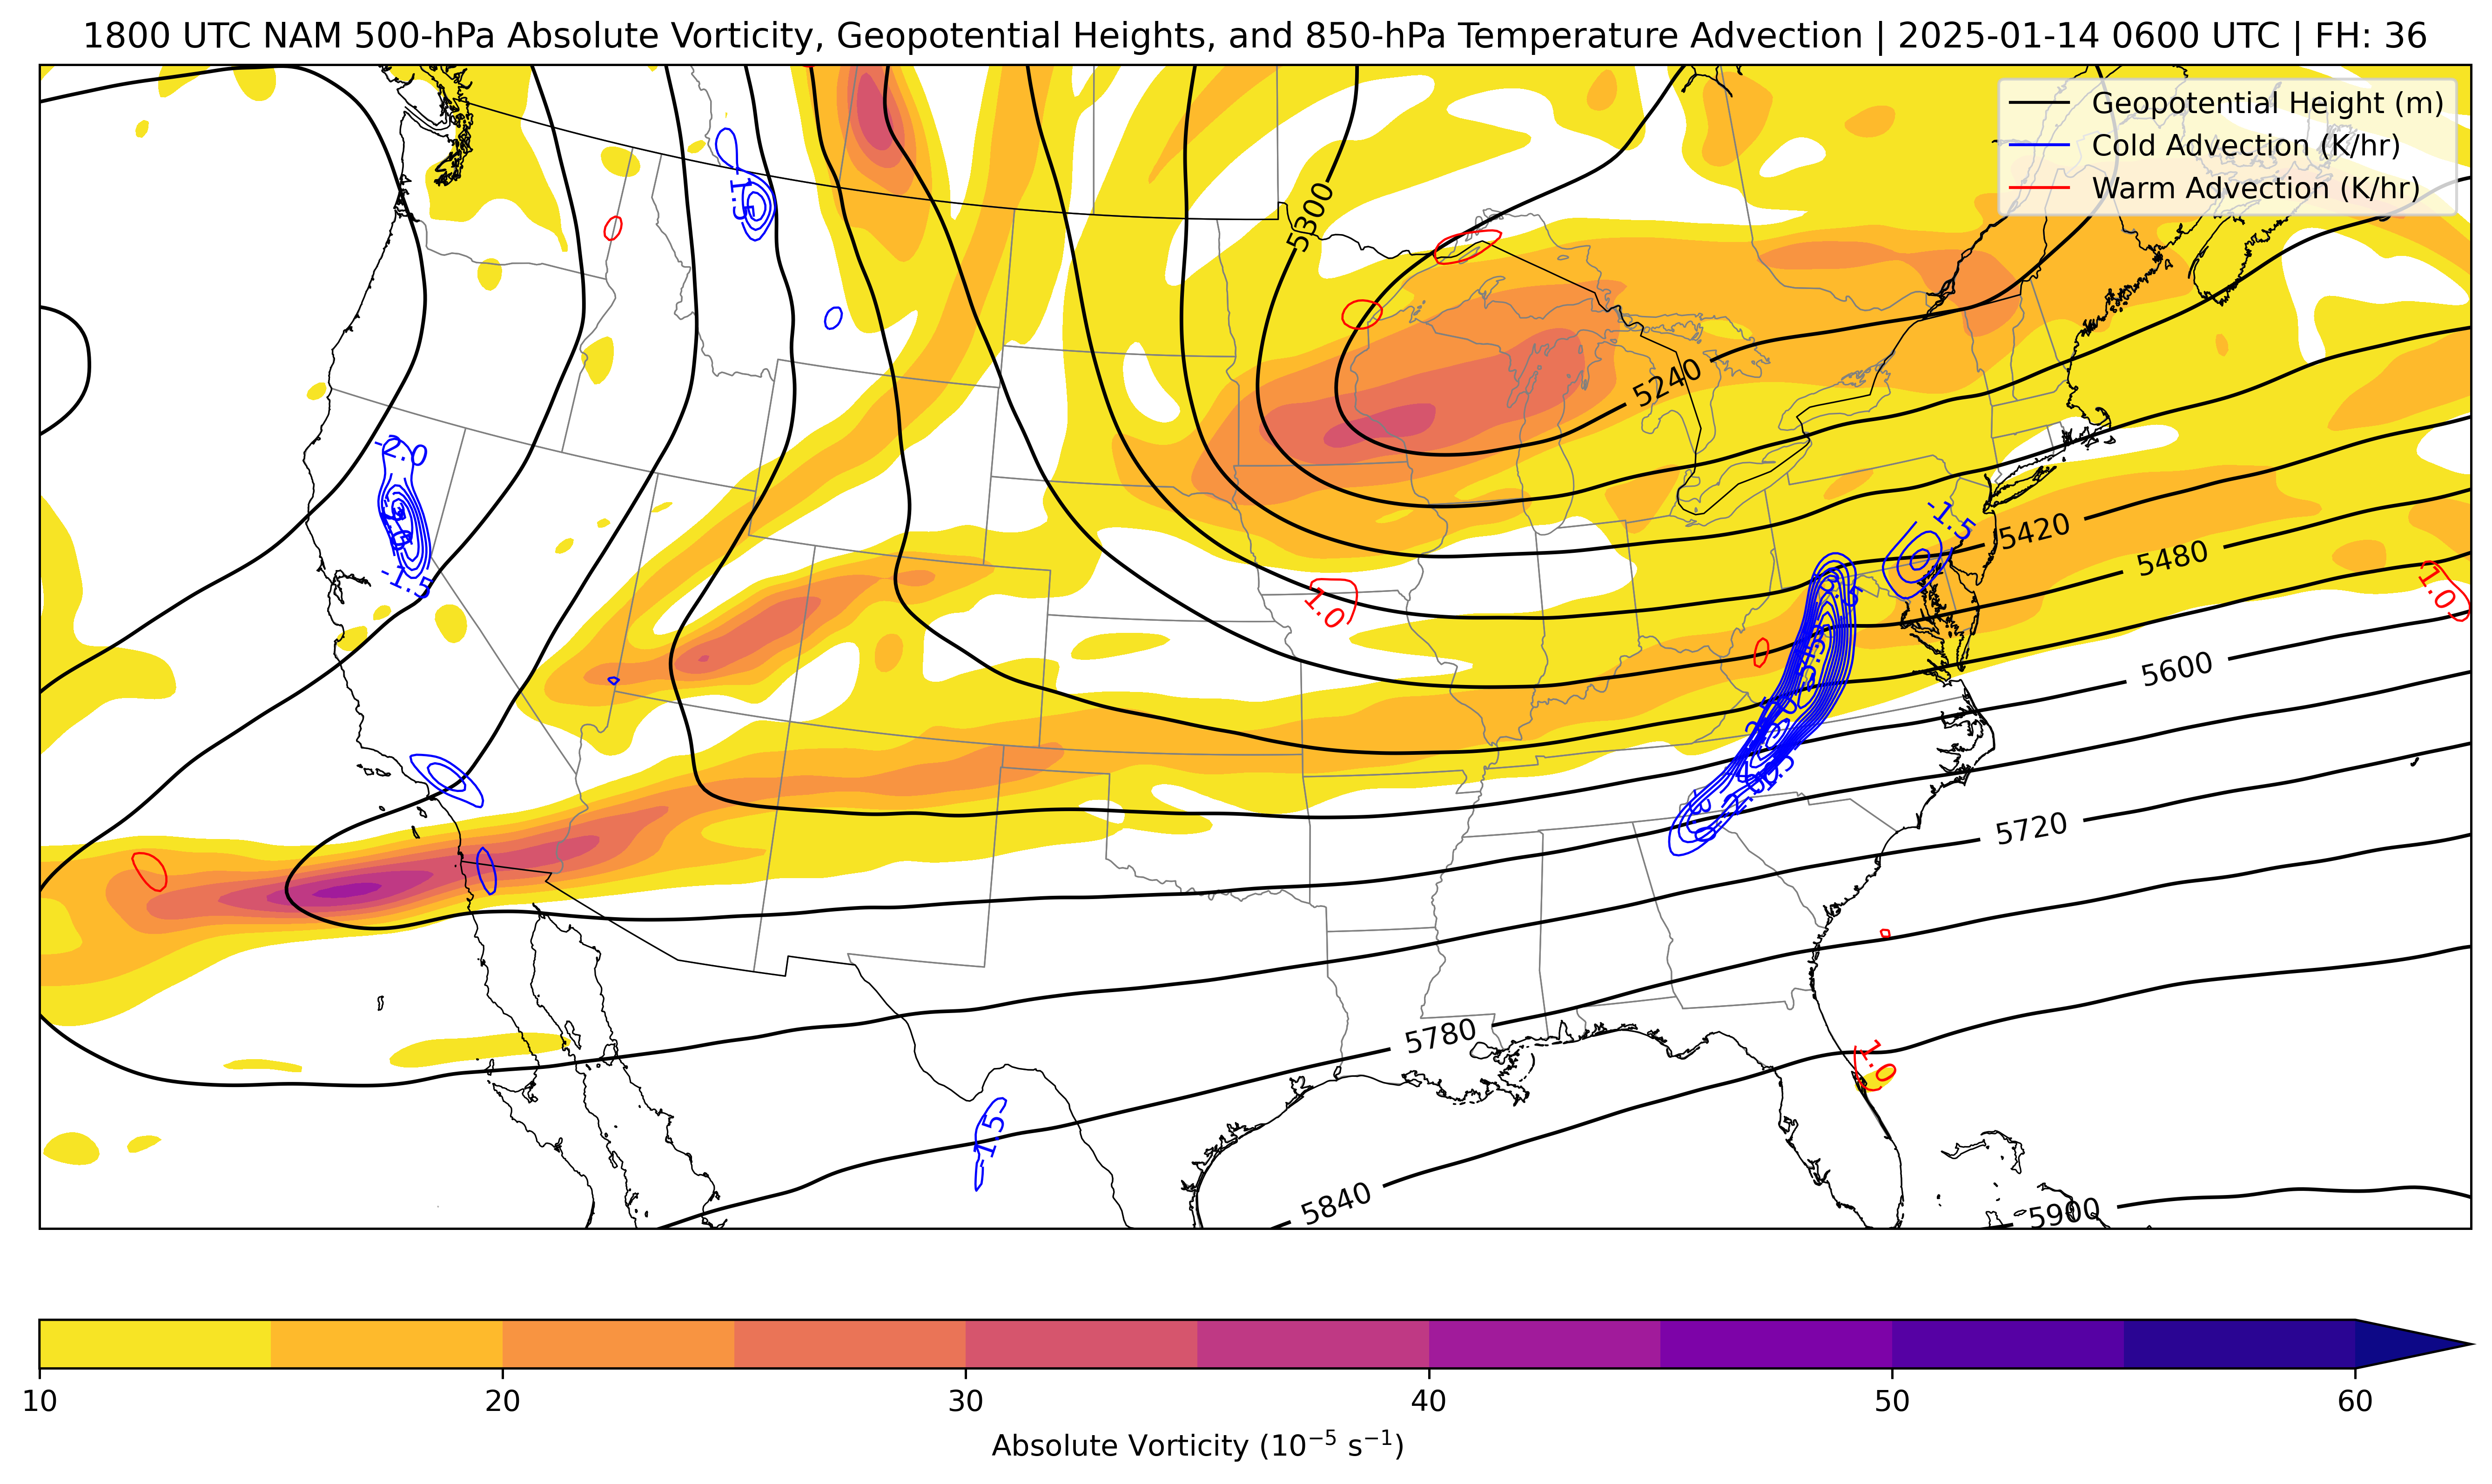 1800 UTC NAM 500-hPa Absolute Vorticity, Geopotential Heights, and 850-hPa Temperature Advection | 2025-01-14 0600 UTC | FH: 36
Geopotential Height (m)
Cold Advection (K/hr)
Warm Advection (K/hr)
-1.5
5300
5240
-2.0
-1.5
-1.5
5420
5480
1.0
1.0
5600
5720
5780
1.0
-1.5
5840
5900
10 20 30 40 50 60
Absolute Vorticity (10⁻⁵ s⁻¹)